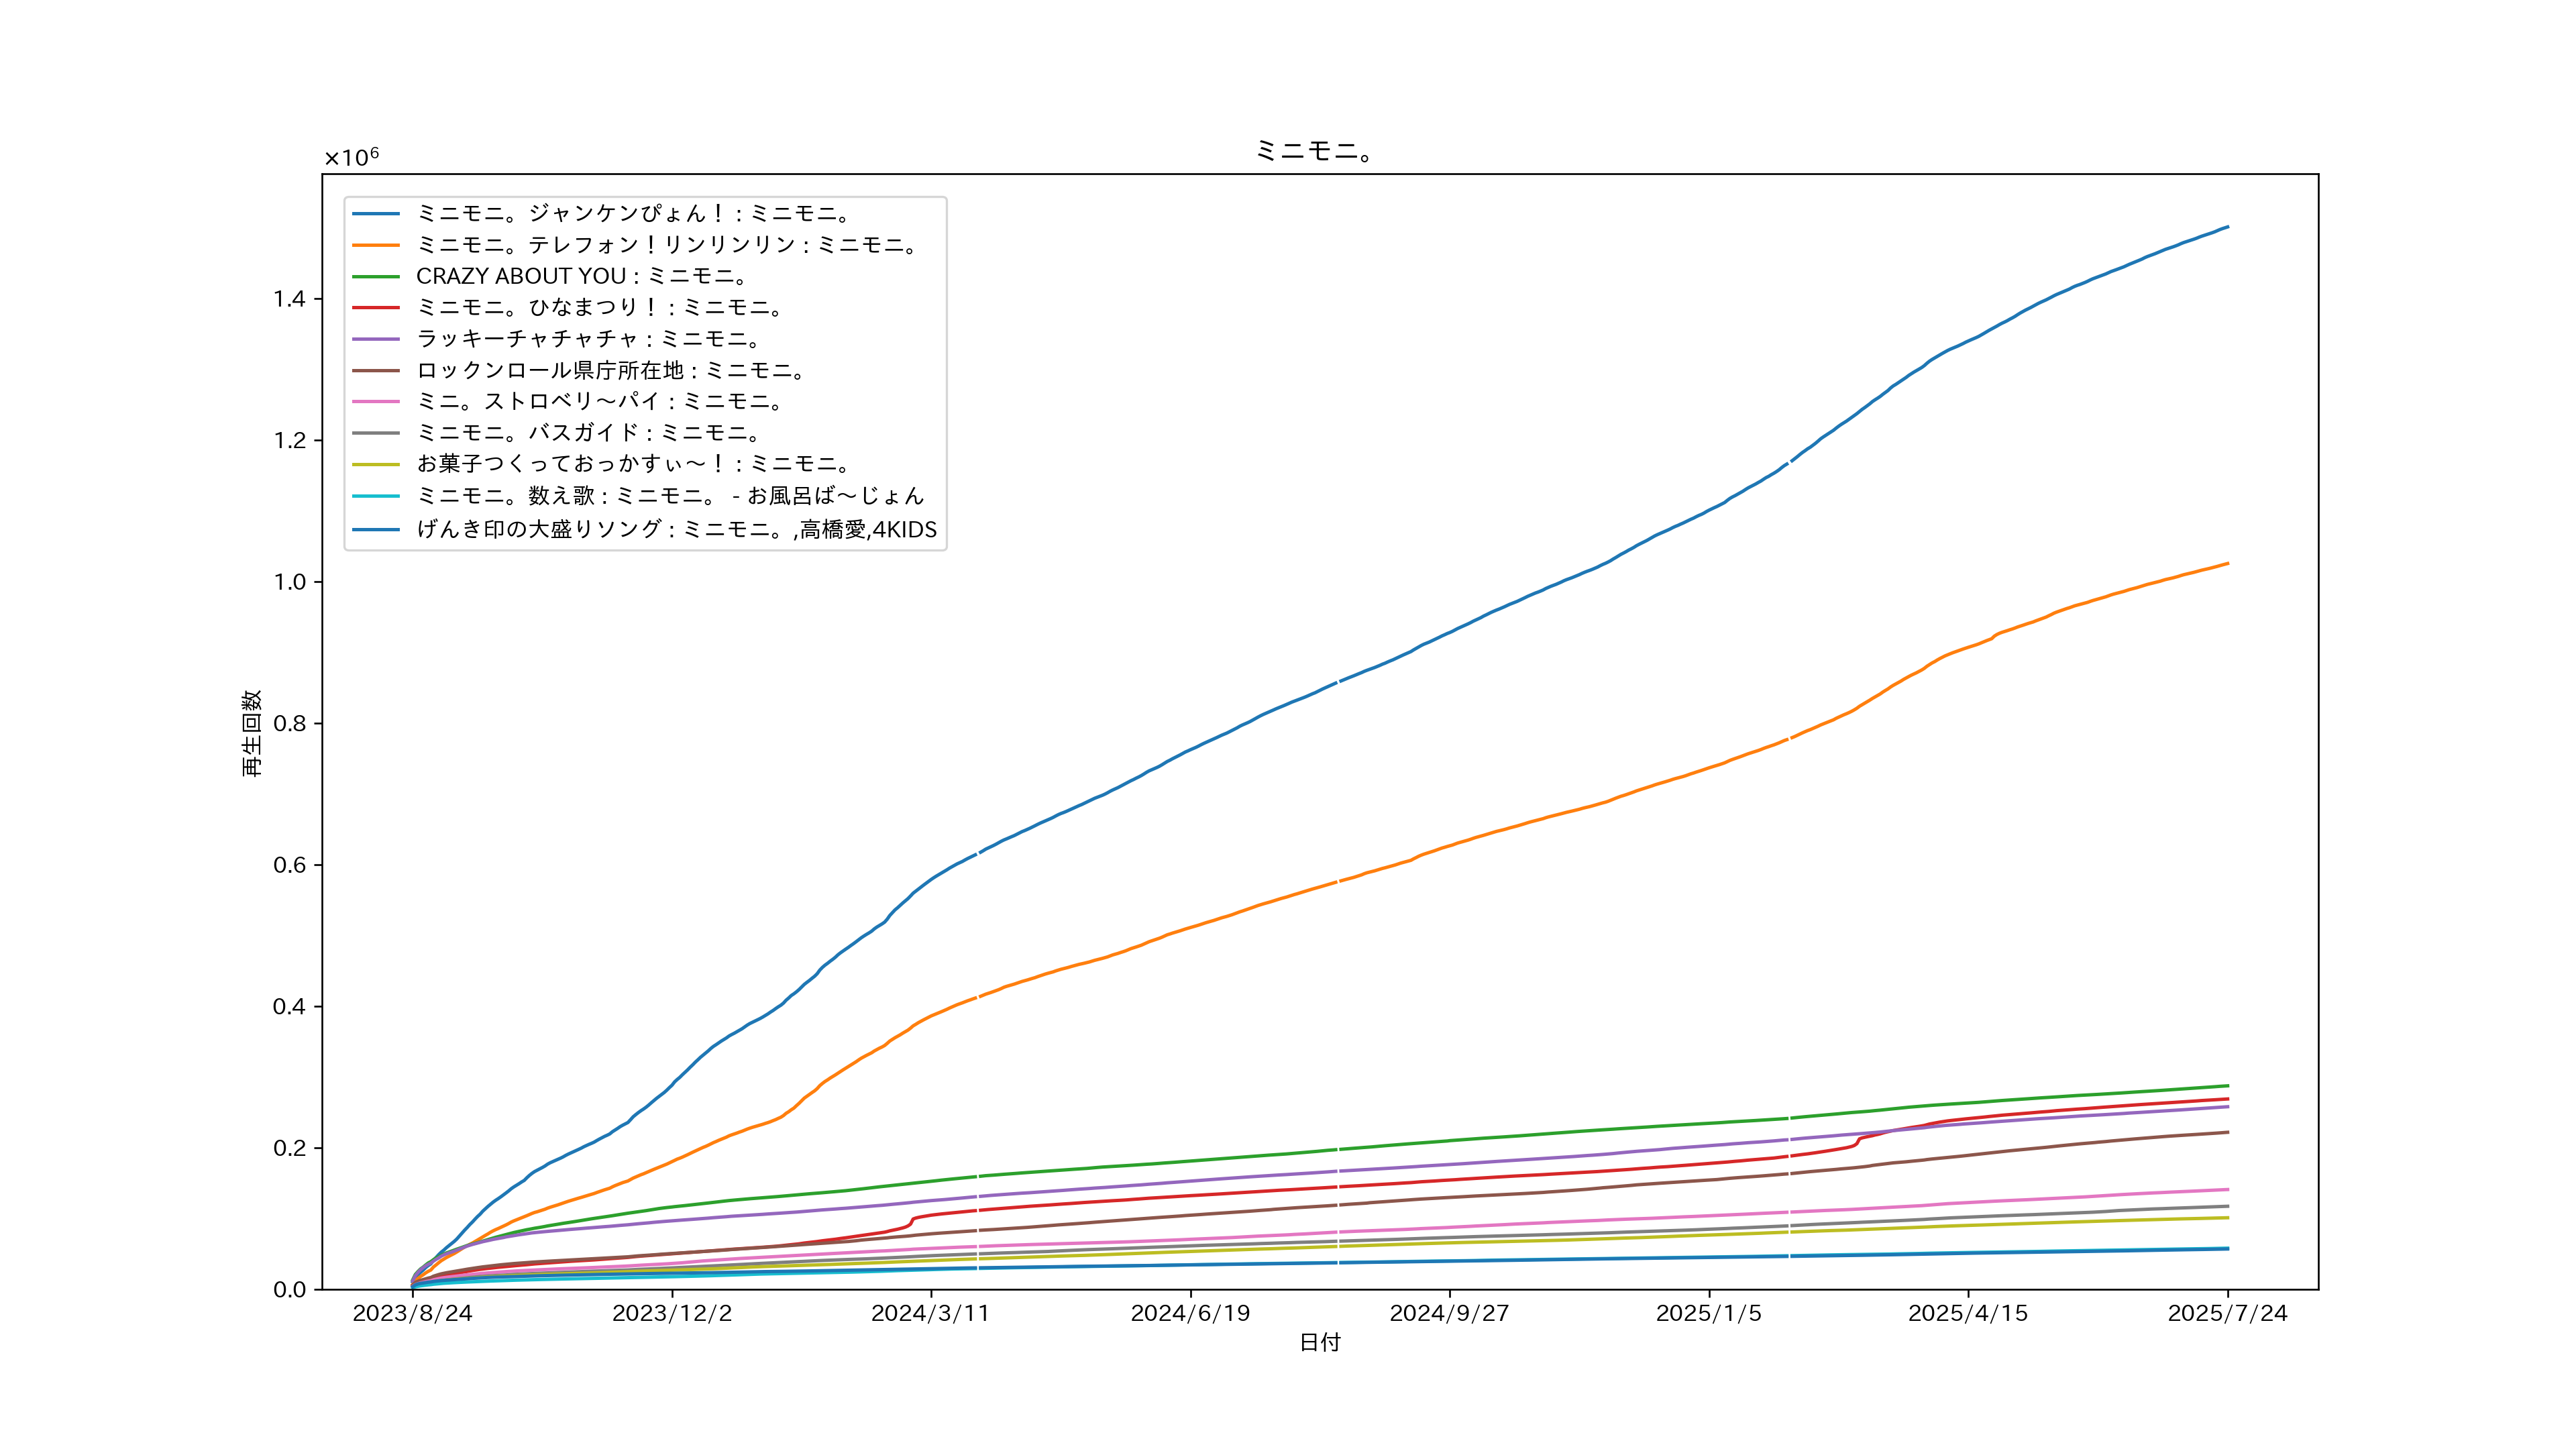 ミニモニ。
×10⁶
ミニモニ。ジャンケンぴょん！ : ミニモニ。
ミニモニ。テレフォン！リンリンリン : ミニモニ。
CRAZY ABOUT YOU : ミニモニ。
ミニモニ。ひなまつり！ : ミニモニ。
ラッキーチャチャチャ : ミニモニ。
ロックンロール県庁所在地 : ミニモニ。
ミニ。ストロベリ～パイ : ミニモニ。
ミニモニ。バスガイド : ミニモニ。
お菓子つくっておっかすぃ～！ : ミニモニ。
ミニモニ。数え歌 : ミニモニ。 - お風呂ば～じょん
げんき印の大盛りソング : ミニモニ。,高橋愛,4KIDS
1.4
1.2
1.0
0.8
0.6
0.4
0.2
0.0
再生回数
2023/8/24 2023/12/2 2024/3/11 2024/6/19 2024/9/27 2025/1/5 2025/4/15 2025/7/24
日付